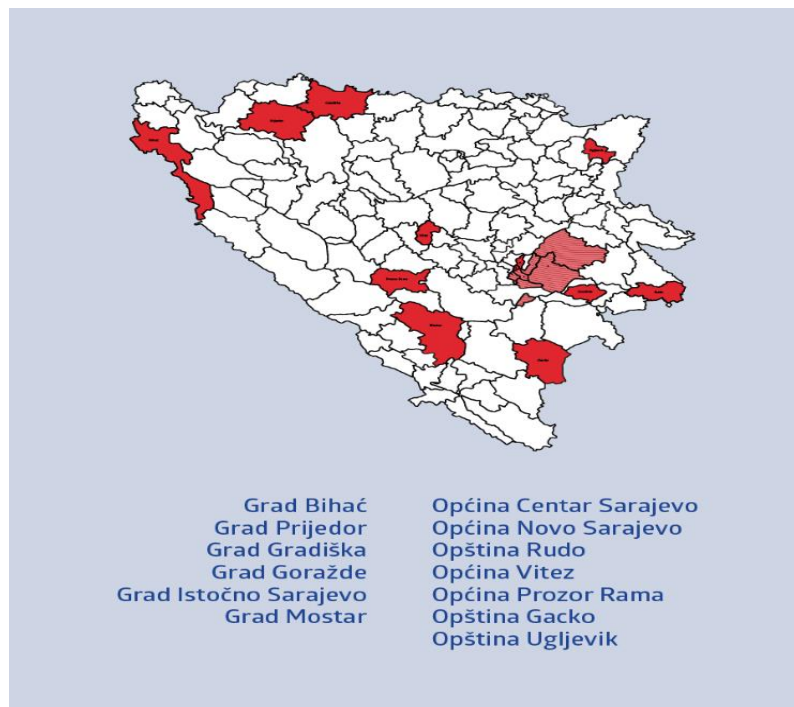 Grad Bihać
Grad Prijedor
Grad Gradiška
Grad Goražde
Grad Istočno Sarajevo
Grad Mostar
Općina Centar Sarajevo
Općina Novo Sarajevo
Opština Rudo
Općina Vitez
Općina Prozor Rama
Opština Gacko
Opština Ugljevik